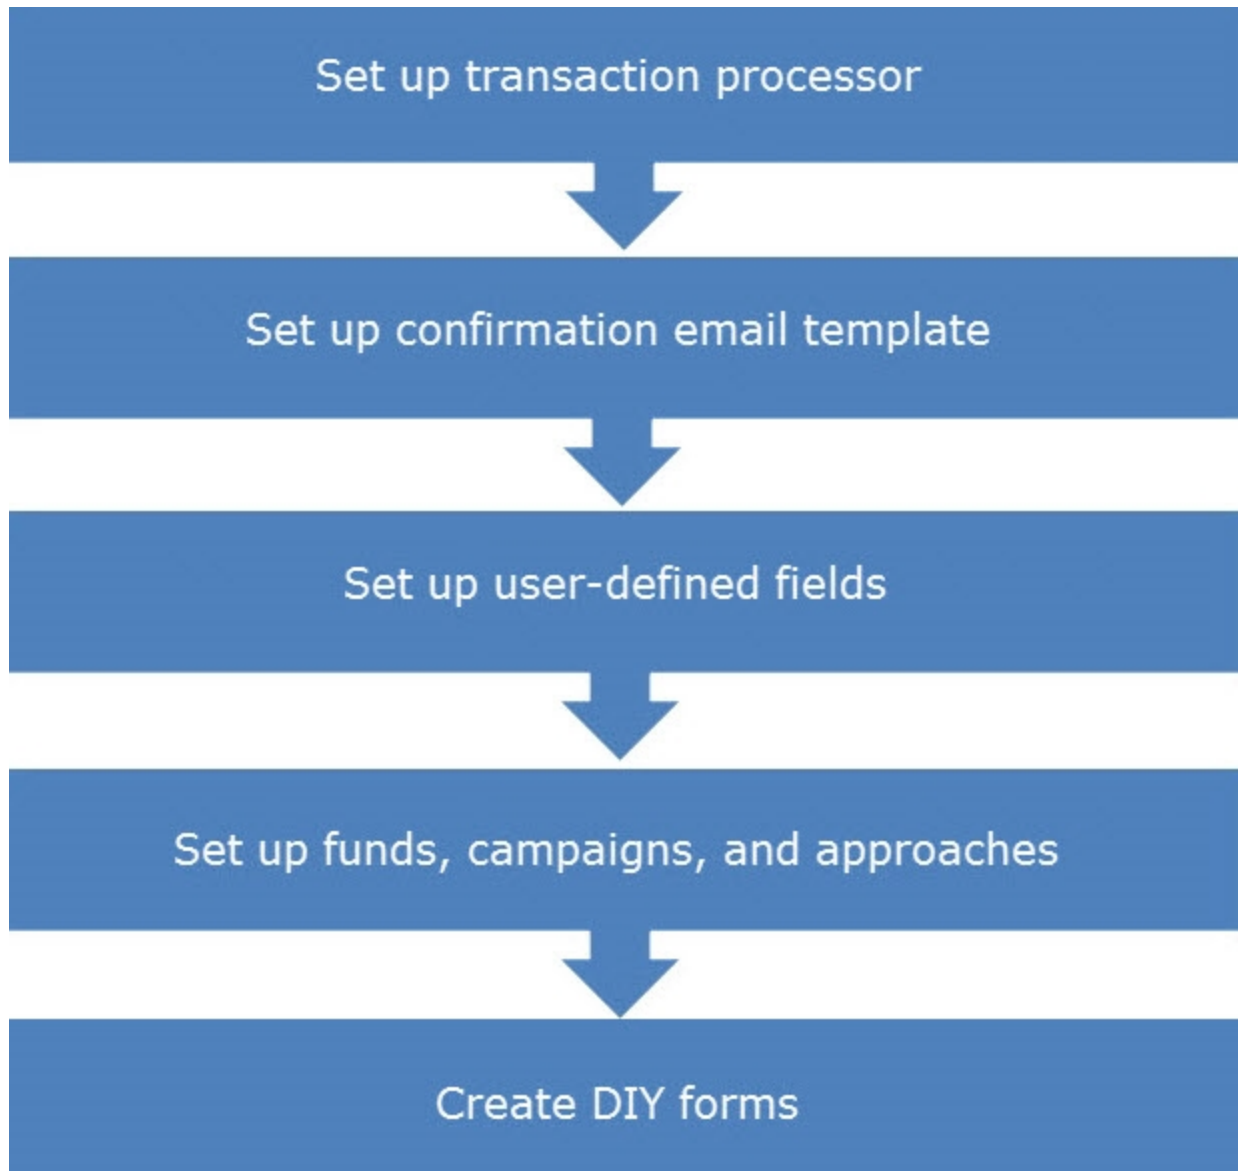 Set up transaction processor
Set up confirmation email template
Set up user-defined fields
Set up funds, campaigns, and approaches
Create DIY forms